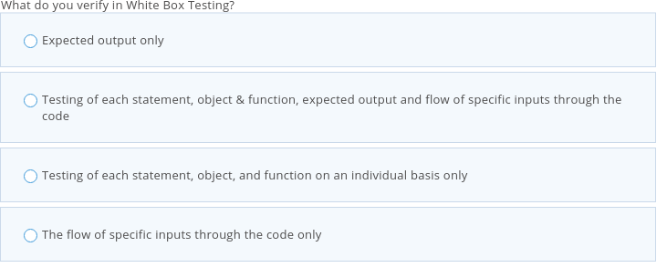 What do you verify in White Box Testing?
Expected output only
Testing of each statement, object & function, expected output and flow of specific inputs through the
code
Testing of each statement, object, and function on an individual basis only
The flow of specific inputs through the code only